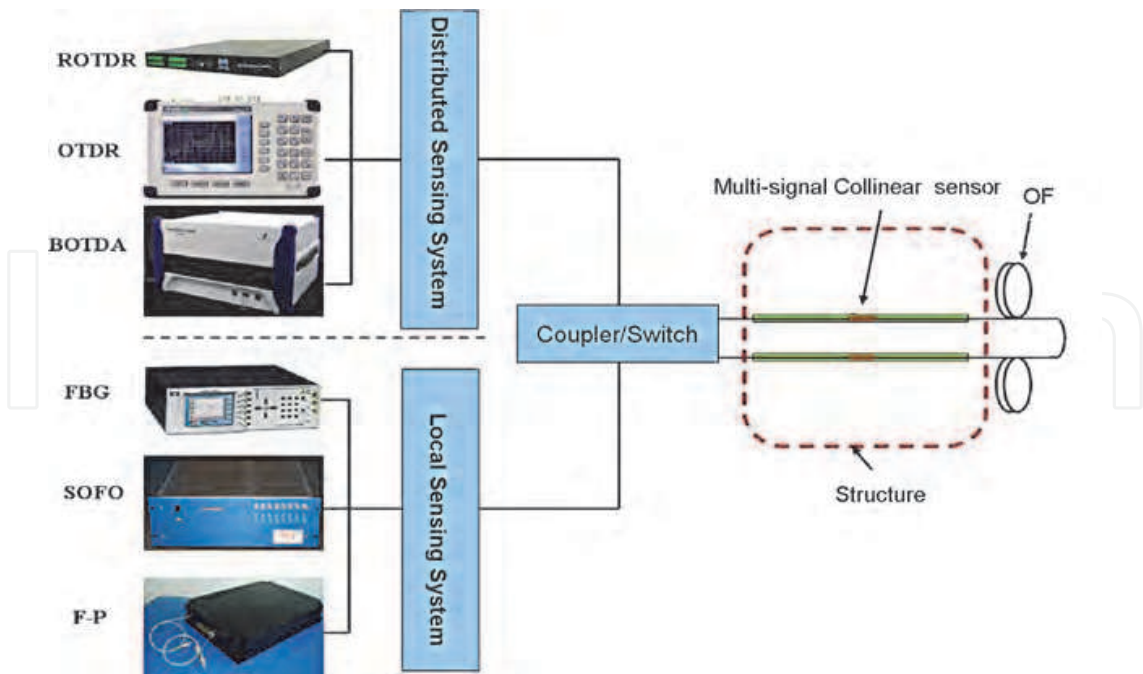 ROTDR
OTDR
BOTDA
Distributed Sensing System
FBG
SOFO
F-P
Local Sensing System
Coupler/Switch
Multi-signal Collinear sensor
OF
Structure